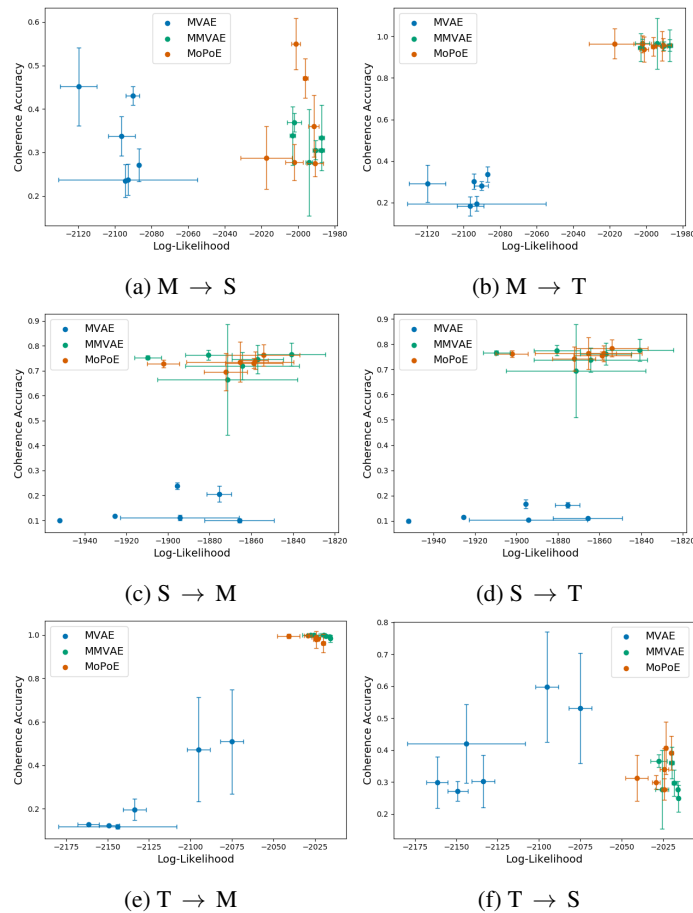 0.6
0.5
0.4
0.3
0.2
Coherence Accuracy
MVAE
MMVAE
MoPoE
−2120 −2100 −2080 −2060 −2040 −2020 −2000 −1980
Log-Likelihood
(a) M → S
1.0
0.8
0.6
0.4
0.2
Coherence Accuracy
MVAE
MMVAE
MoPoE
−2120 −2100 −2080 −2060 −2040 −2020 −2000
Log-Likelihood
(b) M → T
0.9
0.8
0.7
0.6
0.5
0.4
0.3
0.2
0.1
Coherence Accuracy
MVAE
MMVAE
MoPoE
−1940 −1920 −1900 −1880 −1860 −1840 −1820
Log-Likelihood
(c) S → M
0.9
0.8
0.7
0.6
0.5
0.4
0.3
0.2
0.1
Coherence Accuracy
MVAE
MMVAE
MoPoE
−1940 −1920 −1900 −1880 −1860 −1840 −1820
Log-Likelihood
(d) S → T
1.0
0.8
0.6
0.4
0.2
Coherence Accuracy
MVAE
MMVAE
MoPoE
−2175 −2150 −2125 −2100 −2075 −2050 −2025
Log-Likelihood
(e) T → M
0.8
0.7
0.6
0.5
0.4
0.3
0.2
Coherence Accuracy
MVAE
MMVAE
MoPoE
−2175 −2150 −2125 −2100 −2075 −2050 −2025
Log-Likelihood
(f) T → S